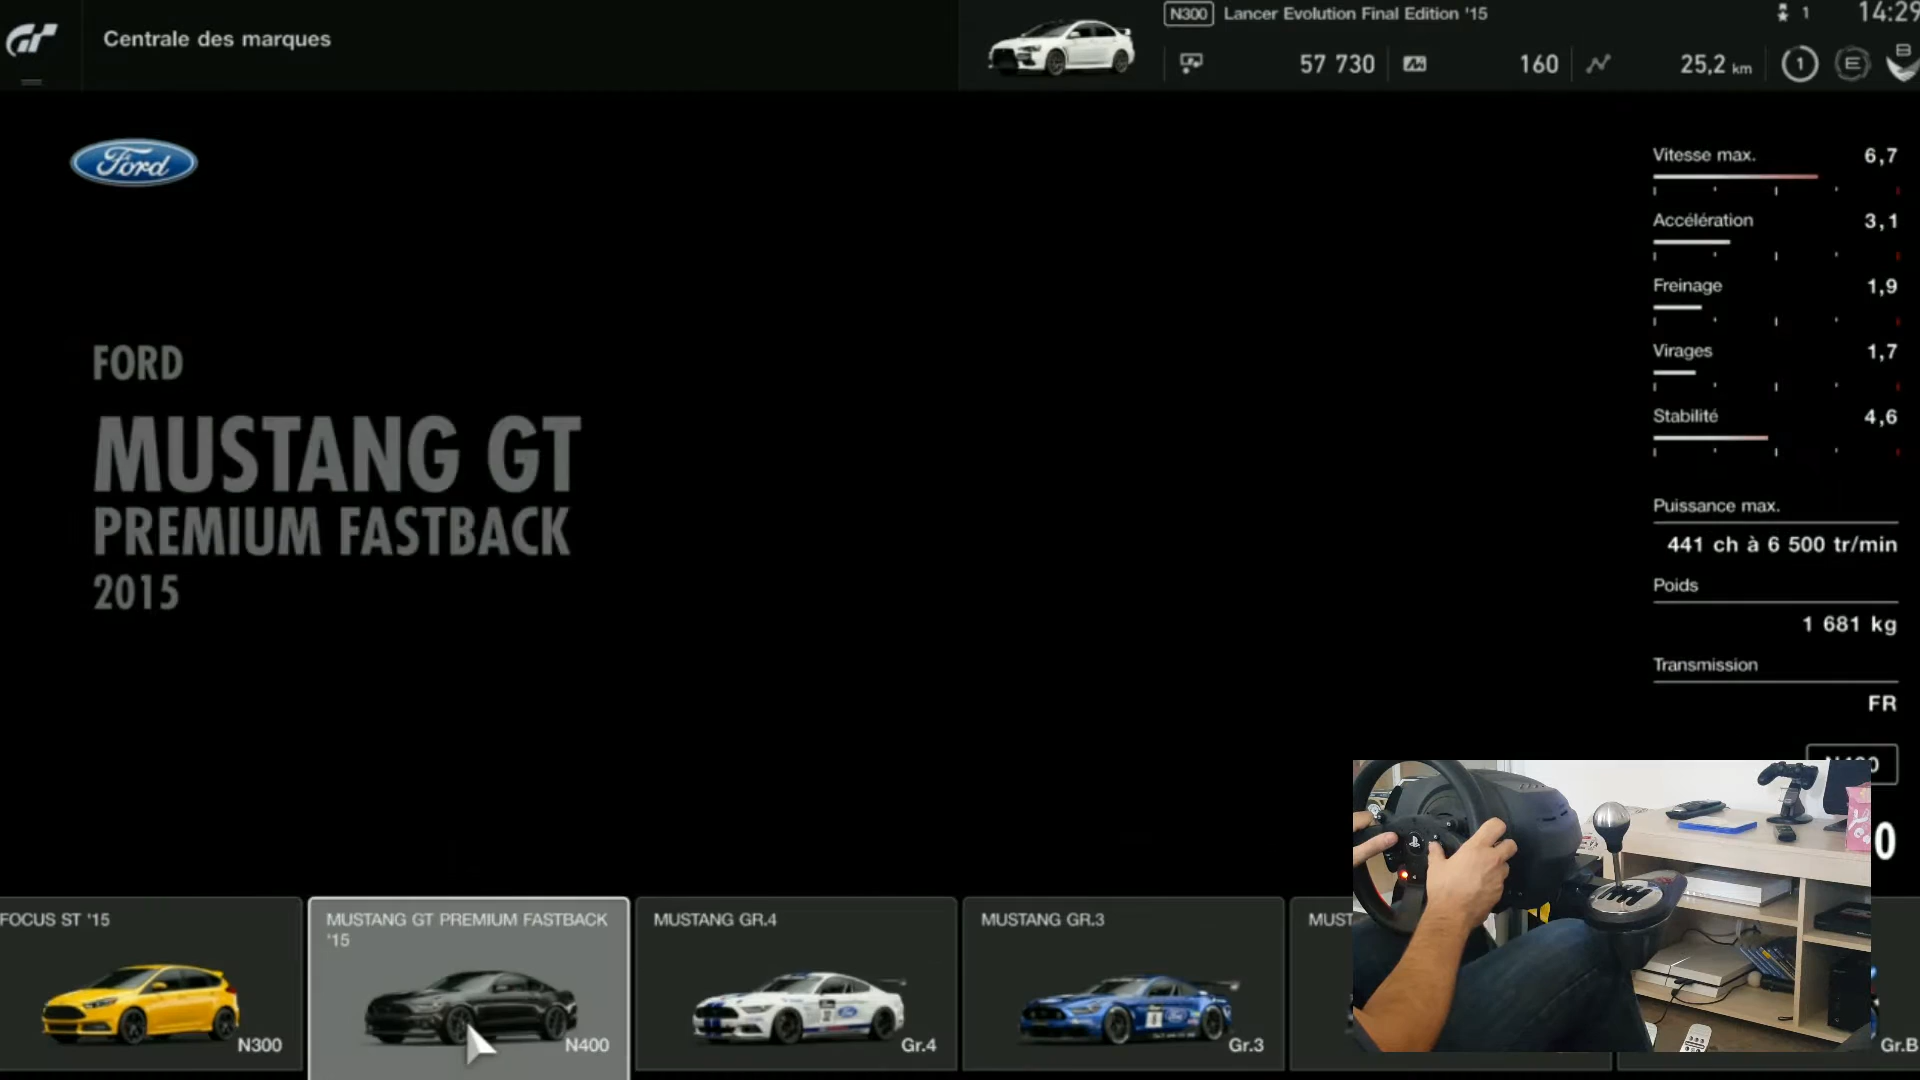 Centrale des marques
N300 Lancer Evolution Final Edition '15
1 14:29
57 730 160 25,2 km 1 E B
Ford
FORD
MUSTANG GT
PREMIUM FASTBACK
2015
Vitesse max. 6,7
Accélération 3,1
Freinage 1,9
Virages 1,7
Stabilité 4,6
Puissance max.
441 ch à 6 500 tr/min
Poids
1 681 kg
Transmission
FR
0
FOCUS ST '15
N300
MUSTANG GT PREMIUM FASTBACK
'15
N400
MUSTANG GR.4
Gr.4
MUSTANG GR.3
Gr.3
MUST
Gr.B